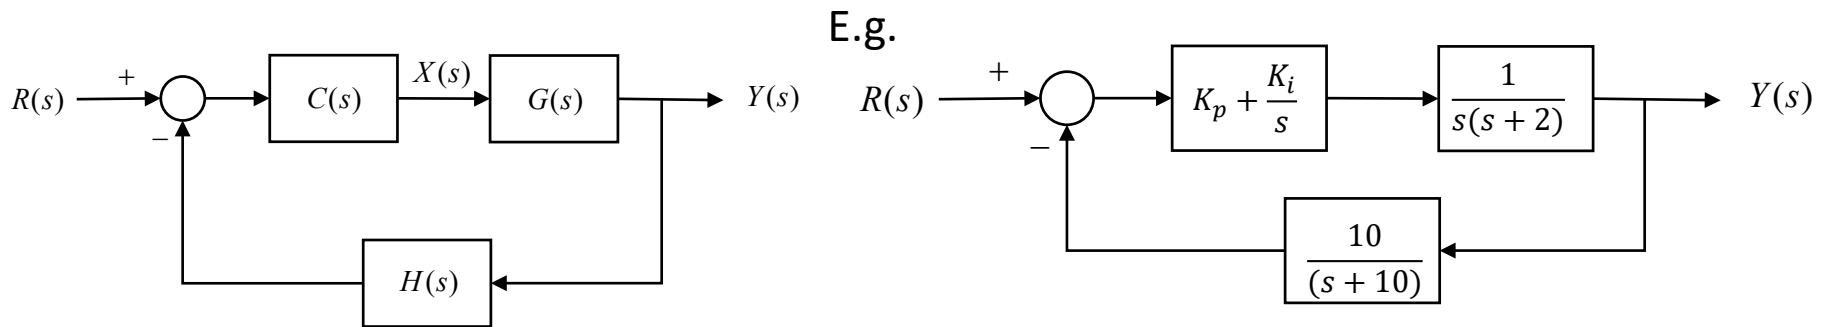 E.g.
R(s)
+
−
C(s)
X(s)
G(s)
Y(s)
H(s)
R(s)
+
−
K_p + K_i/s
1/(s(s + 2))
Y(s)
10/((s + 10))